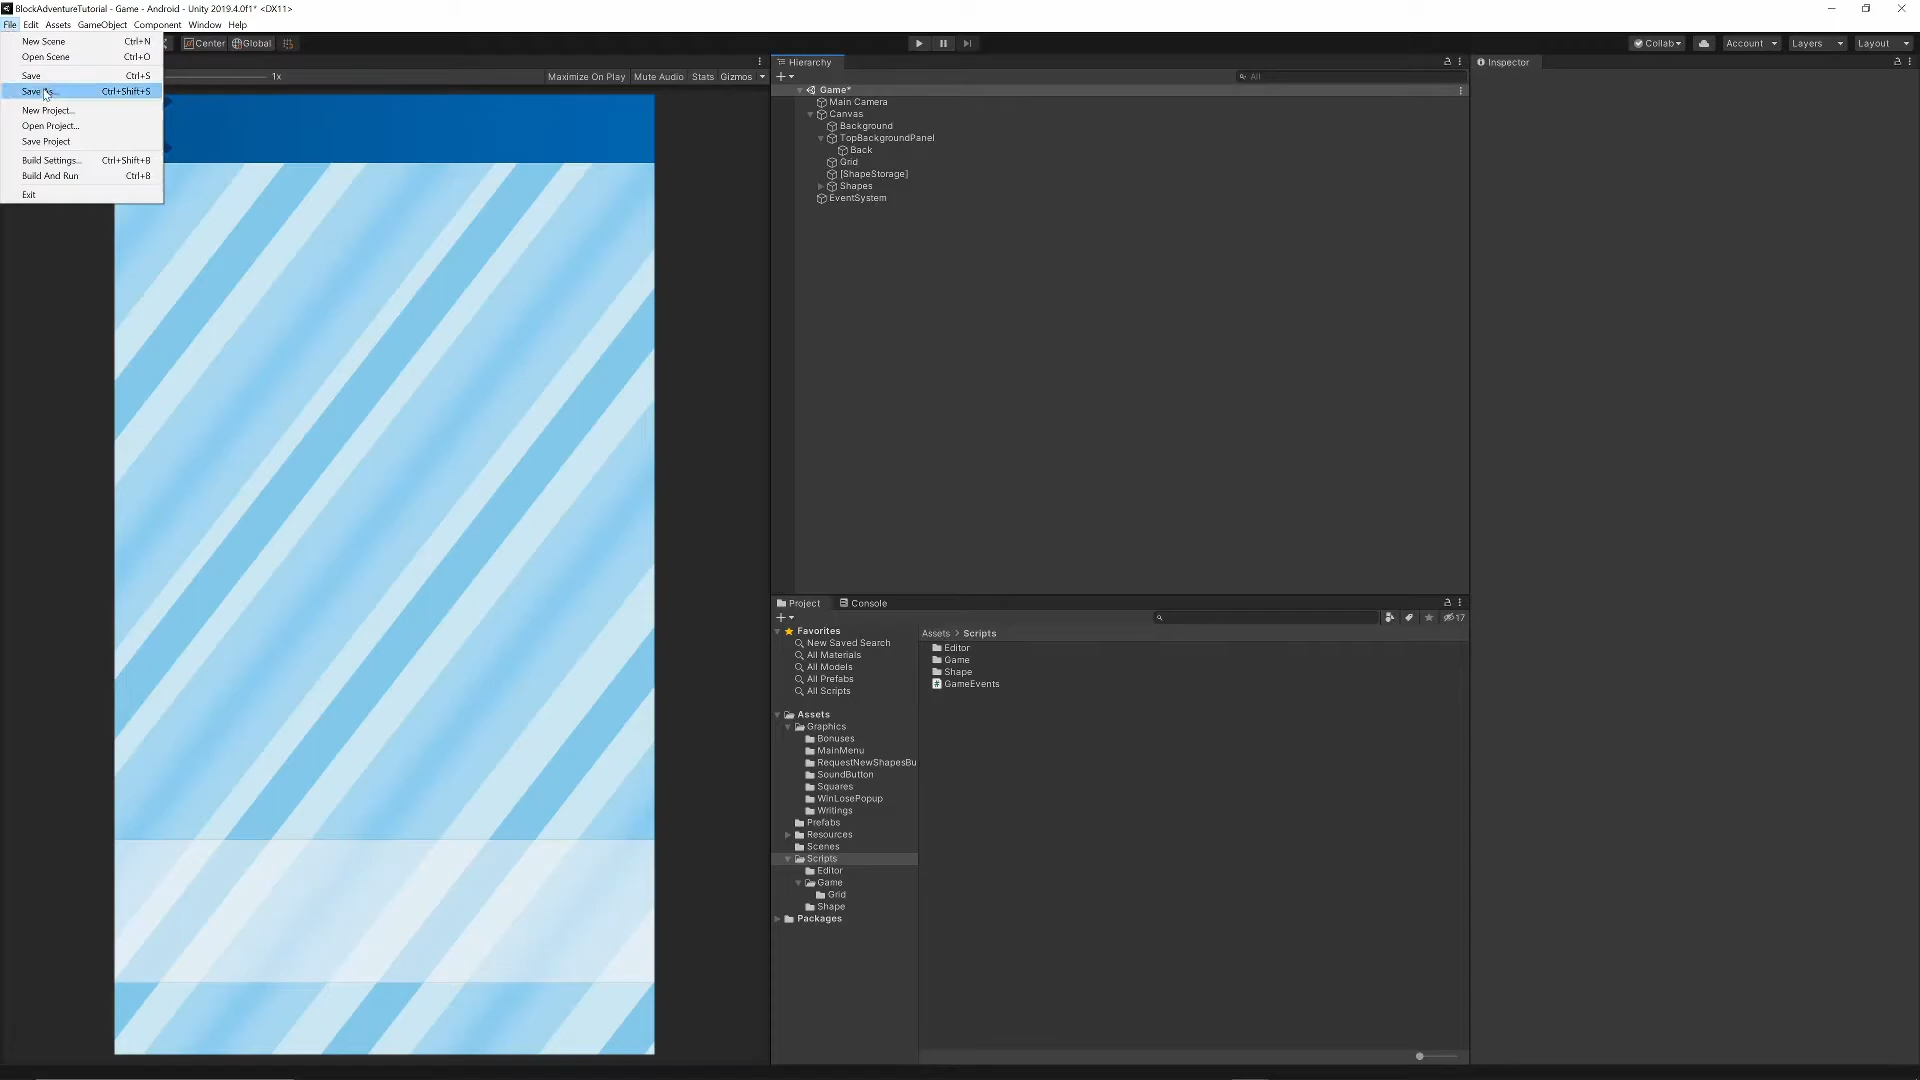 BlockAdventureTutorial - Game - Android - Unity 2019.4.0f1* <DX11>
File Edit Assets GameObject Component Window Help
New Scene Ctrl+N
Open Scene Ctrl+O
Save Ctrl+S
Save As... Ctrl+Shift+S
New Project...
Open Project...
Save Project
Build Settings... Ctrl+Shift+B
Build And Run Ctrl+B
Exit
Center Global
Collab Account Layers Layout
1x Maximize On Play Mute Audio Stats Gizmos
Hierarchy
All
Game*
Main Camera
Canvas
Background
TopBackgroundPanel
Back
Grid
[ShapeStorage]
Shapes
EventSystem
Inspector
Project Console
17
Favorites
New Saved Search
All Materials
All Models
All Prefabs
All Scripts
Assets
Graphics
Bonuses
MainMenu
RequestNewShapesBu
SoundButton
Squares
WinLosePopup
Writings
Prefabs
Resources
Scenes
Scripts
Editor
Game
Grid
Shape
Packages
Assets > Scripts
Editor
Game
Shape
GameEvents